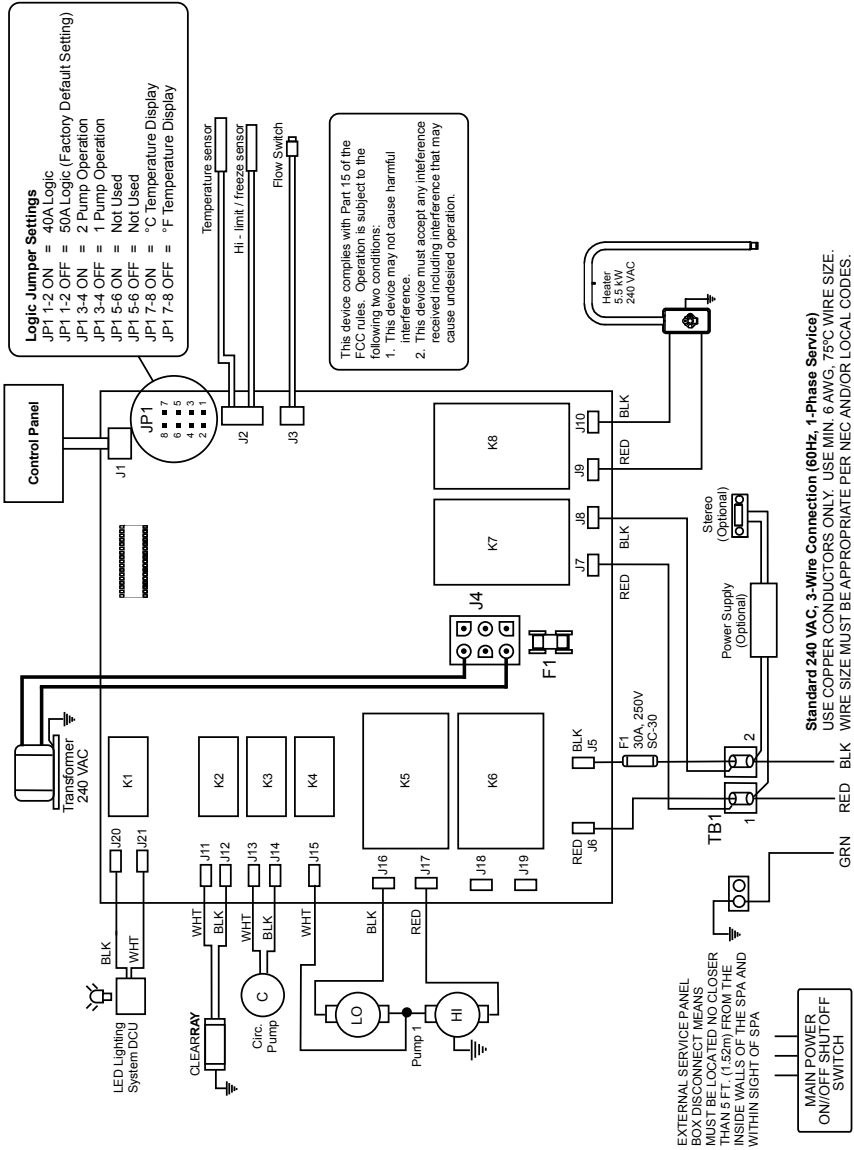 Logic Jumper Settings
JP1 1-2 ON = 40A Logic
JP1 1-2 OFF = 50A Logic (Factory Default Setting)
JP1 3-4 ON = 2 Pump Operation
JP1 3-4 OFF = 1 Pump Operation
JP1 5-6 ON = Not Used
JP1 5-6 OFF = Not Used
JP1 7-8 ON = °C Temperature Display
JP1 7-8 OFF = °F Temperature Display
Control Panel
J1
JP1
8 7
6 5
4 3
2 1
Temperature sensor
Hi - limit / freeze sensor
J2
Flow Switch
J3
This device complies with Part 15 of the
FCC rules. Operation is subject to the
following two conditions:
1. This device may not cause harmful
interference.
2. This device must accept any interference
received including interference that may
cause undesired operation.
Transformer
240 VAC
J4
F1
K1
K2
K3
K4
K5
K6
K7
K8
J20
J21
BLK
WHT
LED Lighting
System DCU
J11
J12
WHT
BLK
CLEARRAY
J13
J14
WHT
BLK
C
Circ.
Pump
J15
WHT
J16
BLK
J17
RED
LO
HI
Pump 1
J18
J19
RED
J6
BLK
J5
F1
30A, 250V
SC-30
J7
RED
J8
BLK
J9
RED
J10
BLK
Heater
5.5 kW
240 VAC
TB1
1
2
Power Supply
(Optional)
Stereo
(Optional)
GRN
RED
BLK
Standard 240 VAC, 3-Wire Connection (60Hz, 1-Phase Service)
USE COPPER CONDUCTORS ONLY. USE MIN. 6 AWG, 75ºC WIRE SIZE.
WIRE SIZE MUST BE APPROPRIATE PER NEC AND/OR LOCAL CODES.
EXTERNAL SERVICE PANEL
BOX DISCONNECT MEANS
MUST BE LOCATED NO CLOSER
THAN 5 FT. (1.52m) FROM THE
INSIDE WALLS OF THE SPA AND
WITHIN SIGHT OF SPA
MAIN POWER
ON//OFF SHUTOFF
SWITCH